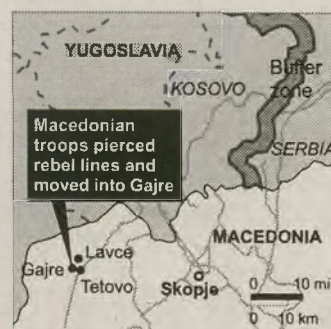 YUGOSLAVIA
Buffer
zone
KOSOVO
SERBIA
Macedonian
troops pierced
rebel lines and
moved into Gajre
MACEDONIA
Lavce
Gajre
Tetovo
Skopje
0 10 mi
0 10 km